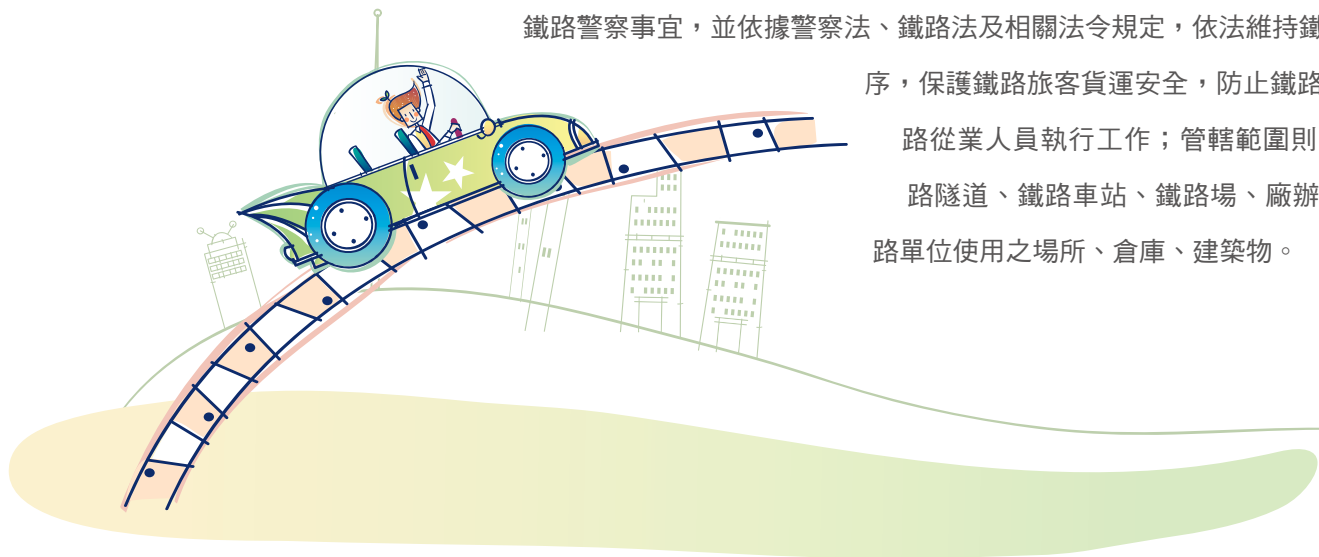 鐵路警察事宜，並依據警察法、鐵路法及相關法令規定，依法維持鐵
序，保護鐵路旅客貨運安全，防止鐵路
路從業人員執行工作；管轄範圍則
路隧道、鐵路車站、鐵路場、廠辦
路單位使用之場所、倉庫、建築物。